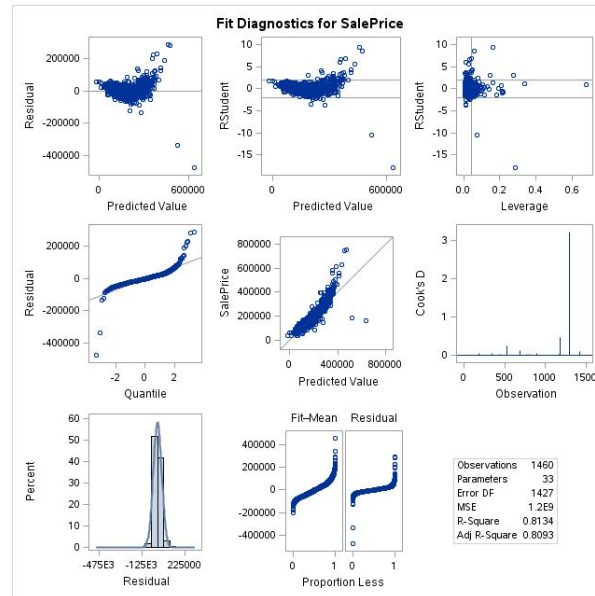 Fit Diagnostics for SalePrice
200000
0
-200000
-400000
Residual
0
600000
Predicted Value
10
5
0
-5
-10
-15
RStudent
0
600000
Predicted Value
10
5
0
-5
-10
-15
RStudent
0.0
0.2
0.4
0.6
Leverage
200000
0
-200000
-400000
Residual
-2
0
2
Quantile
800000
600000
400000
200000
0
SalePrice
0
400000
800000
Predicted Value
3
2
1
0
Cook's D
0
500
1000
1500
Observation
60
50
40
30
20
10
0
Percent
-475E3
-125E3
225000
Residual
Fit–Mean
Residual
400000
200000
0
-200000
-400000
0
1
0
1
Proportion Less
Observations 1460
Parameters 33
Error DF 1427
MSE 1.2E9
R-Square 0.8134
Adj R-Square 0.8093